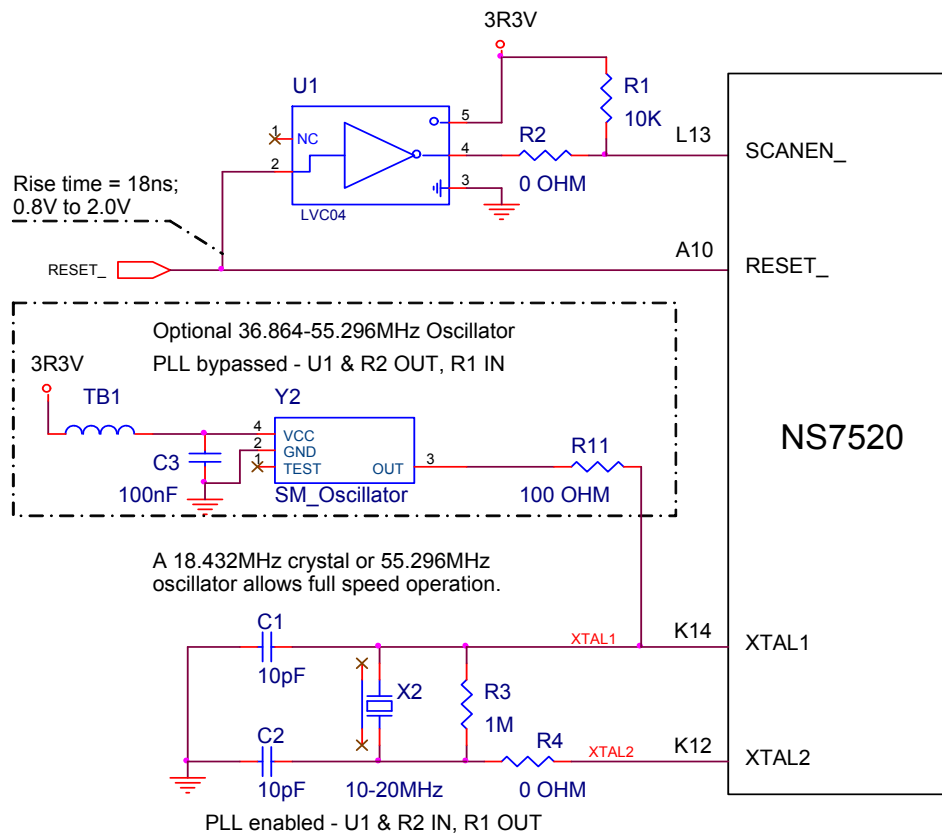 3R3V
U1
R1
10K
1
NC
5
2
4
3
LVC04
R2
0 OHM
L13
SCANEN_
Rise time = 18ns;
0.8V to 2.0V
RESET_
A10
RESET_
Optional 36.864-55.296MHz Oscillator
PLL bypassed - U1 & R2 OUT, R1 IN
3R3V
TB1
Y2
4
VCC
2
GND
1
TEST
OUT
3
C3
100nF
SM_Oscillator
R11
100 OHM
NS7520
A 18.432MHz crystal or 55.296MHz
oscillator allows full speed operation.
C1
10pF
XTAL1
K14
XTAL1
X2
R3
1M
C2
10pF
10-20MHz
R4
0 OHM
XTAL2
K12
XTAL2
PLL enabled - U1 & R2 IN, R1 OUT